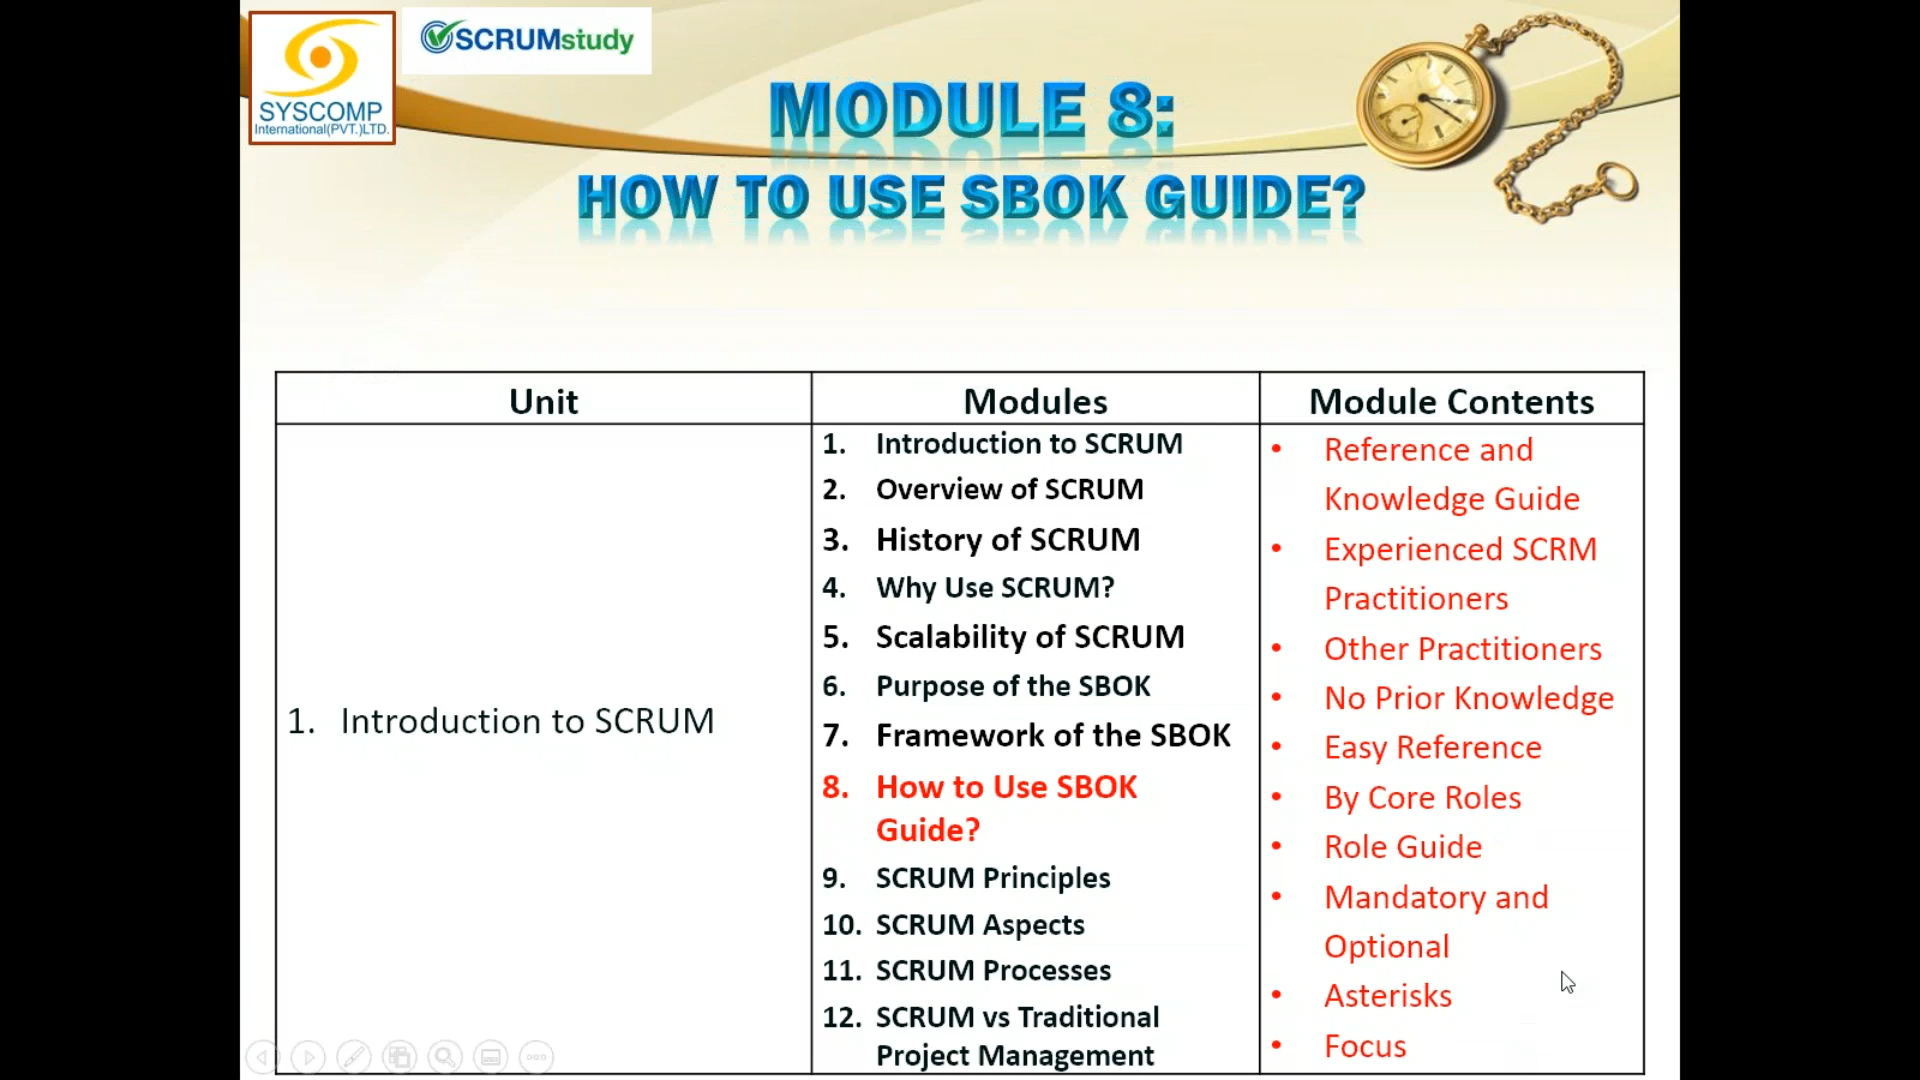 SYSCOMP
International(PVT.)LTD.
SCRUMstudy
MODULE 8:
HOW TO USE SBOK GUIDE?
Unit
Modules
Module Contents
1. Introduction to SCRUM
1. Introduction to SCRUM
2. Overview of SCRUM
3. History of SCRUM
4. Why Use SCRUM?
5. Scalability of SCRUM
6. Purpose of the SBOK
7. Framework of the SBOK
8. How to Use SBOK
Guide?
9. SCRUM Principles
10. SCRUM Aspects
11. SCRUM Processes
12. SCRUM vs Traditional
Project Management
• Reference and
Knowledge Guide
• Experienced SCRM
Practitioners
• Other Practitioners
• No Prior Knowledge
• Easy Reference
• By Core Roles
• Role Guide
• Mandatory and
Optional
• Asterisks
• Focus